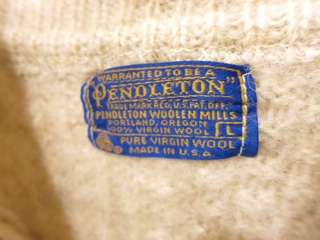 WARRANTED TO BE A
"PENDLETON"
TRADE MARK REG. U.S. PAT. OFF.
PENDLETON WOOLEN MILLS
PORTLAND, OREGON
100% VIRGIN WOOL L
PURE VIRGIN WOOL
MADE IN U.S.A.